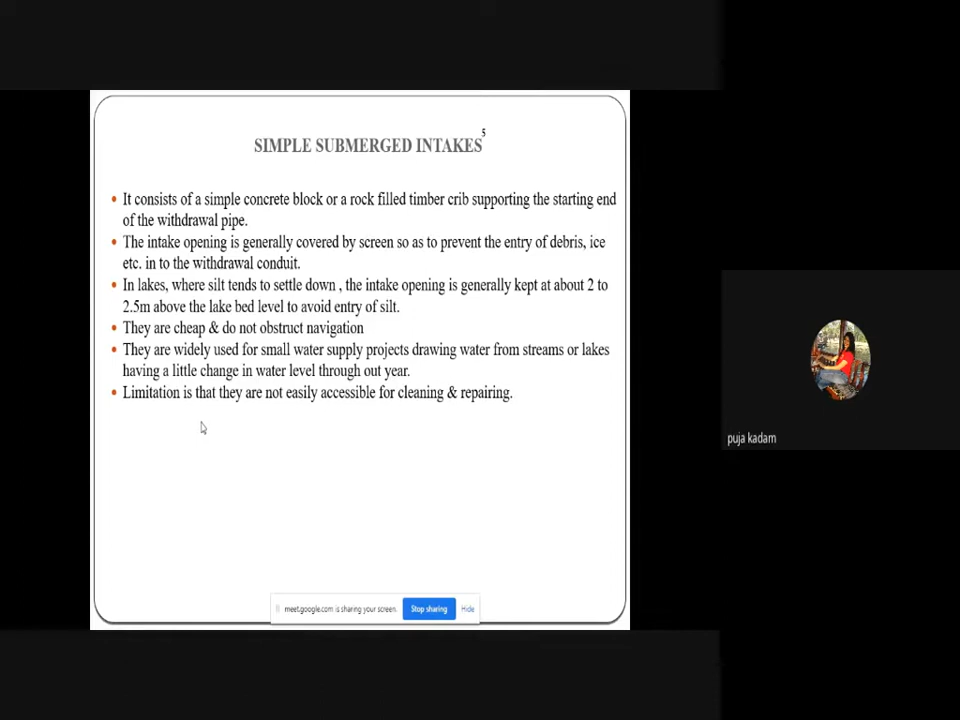 5
SIMPLE SUBMERGED INTAKES
• It consists of a simple concrete block or a rock filled timber crib supporting the starting end
of the withdrawal pipe.
• The intake opening is generally covered by screen so as to prevent the entry of debris, ice
etc. in to the withdrawal conduit.
• In lakes, where silt tends to settle down , the intake opening is generally kept at about 2 to
2.5m above the lake bed level to avoid entry of silt.
• They are cheap & do not obstruct navigation
• They are widely used for small water supply projects drawing water from streams or lakes
having a little change in water level through out year.
• Limitation is that they are not easily accessible for cleaning & repairing.
puja kadam
meet.google.com is sharing your screen. Stop sharing Hide